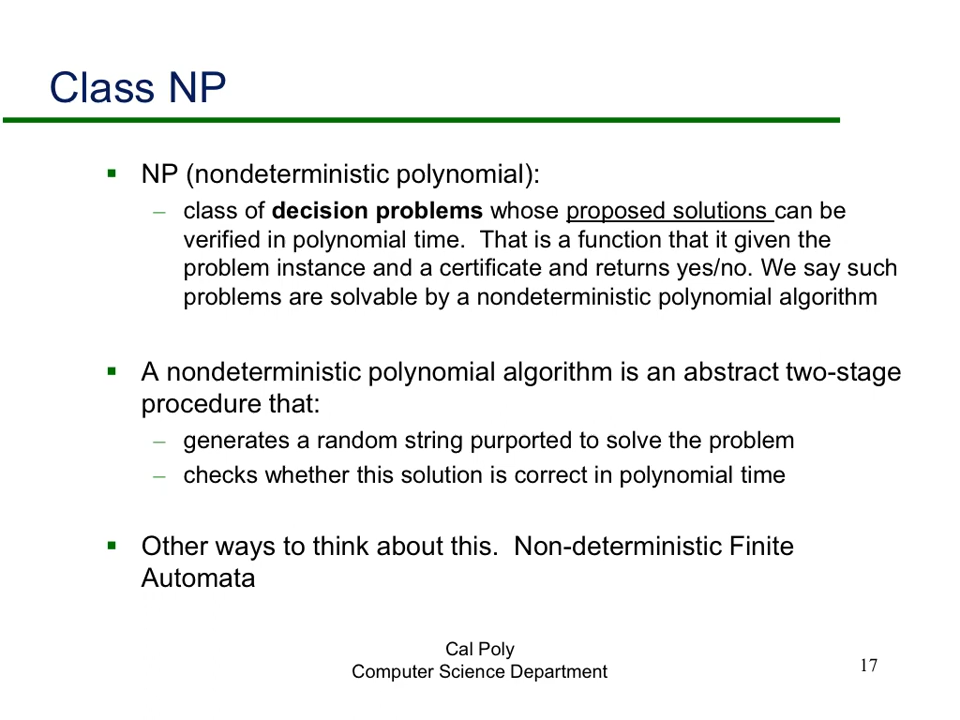 Class NP
▪ NP (nondeterministic polynomial):
– class of decision problems whose proposed solutions can be
verified in polynomial time.  That is a function that it given the
problem instance and a certificate and returns yes/no. We say such
problems are solvable by a nondeterministic polynomial algorithm
▪ A nondeterministic polynomial algorithm is an abstract two-stage
procedure that:
– generates a random string purported to solve the problem
– checks whether this solution is correct in polynomial time
▪ Other ways to think about this.  Non-deterministic Finite
Automata
Cal Poly
Computer Science Department
17